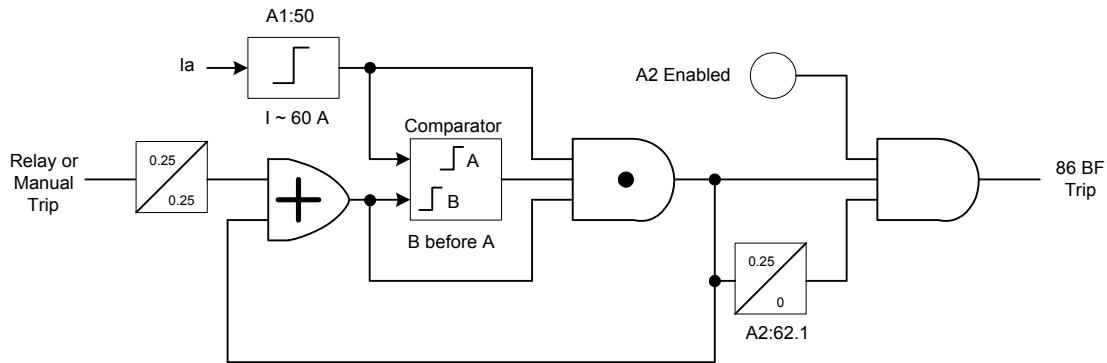 A1:50
Ia
I ~ 60 A
A2 Enabled
Comparator
A
B
B before A
Relay or
Manual
Trip
0.25
0.25
0.25
0
A2:62.1
86 BF
Trip